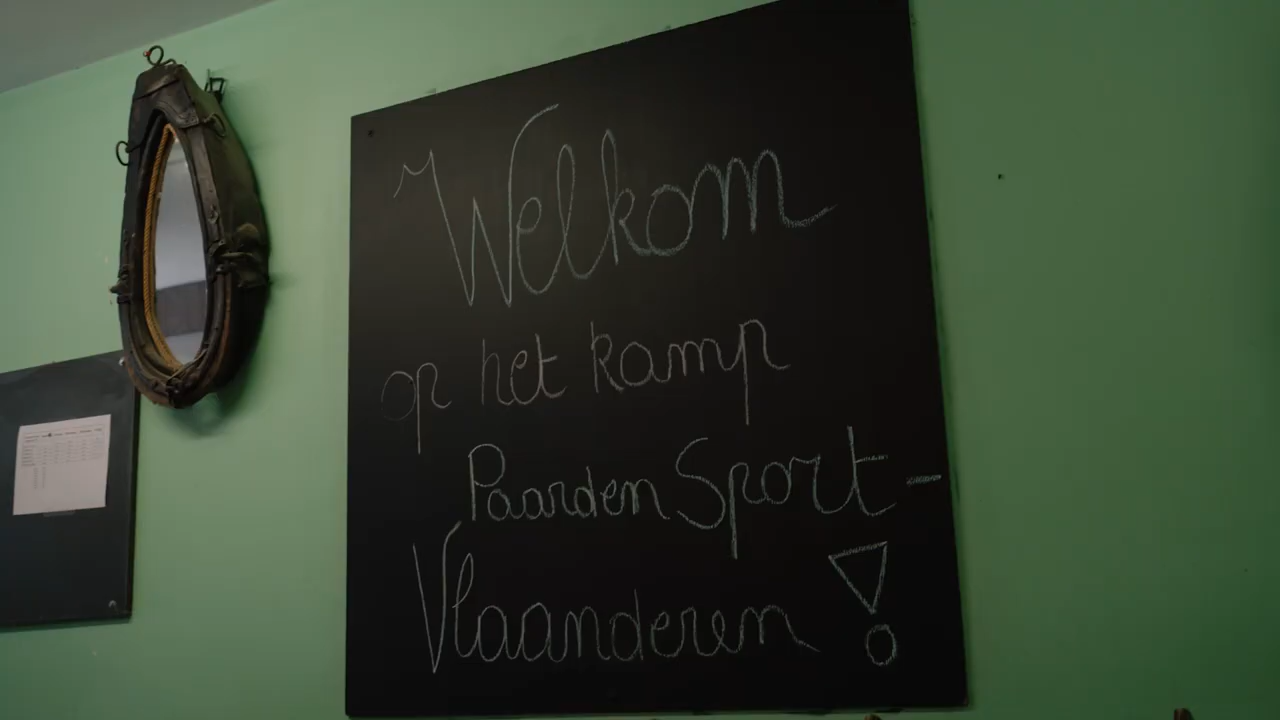 Welkom
op het kamp
PaardenSport-
Vlaanderen!